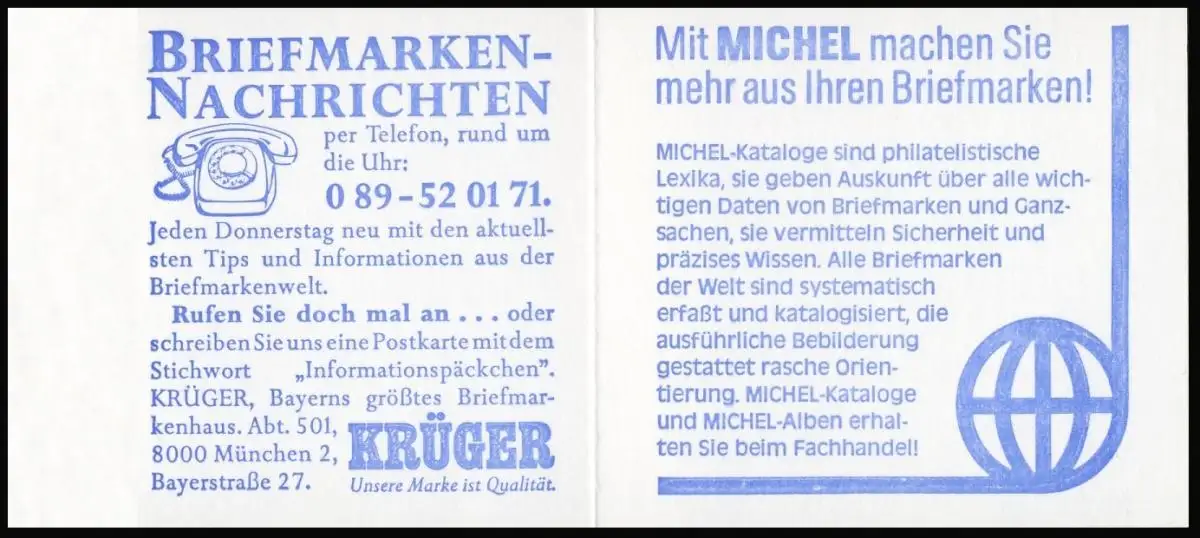 BRIEFMARKEN-
NACHRICHTEN
per Telefon, rund um
die Uhr:
0 89 – 52 01 71.
Jeden Donnerstag neu mit den aktuell-
sten Tips und Informationen aus der
Briefmarkenwelt.
Rufen Sie doch mal an . . . oder
schreiben Sie uns eine Postkarte mit dem
Stichwort „Informationspäckchen”.
KRÜGER, Bayerns größtes Briefmar-
kenhaus. Abt. 501,
8000 München 2,
Bayerstraße 27.
KRÜGER
Unsere Marke ist Qualität.
Mit MICHEL machen Sie
mehr aus Ihren Briefmarken!
MICHEL-Kataloge sind philatelistische
Lexika, sie geben Auskunft über alle wich-
tigen Daten von Briefmarken und Ganz-
sachen, sie vermitteln Sicherheit und
präzises Wissen. Alle Briefmarken
der Welt sind systematisch
erfaßt und katalogisiert, die
ausführliche Bebilderung
gestattet rasche Orien-
tierung. MICHEL-Kataloge
und MICHEL-Alben erhal-
ten Sie beim Fachhandel!